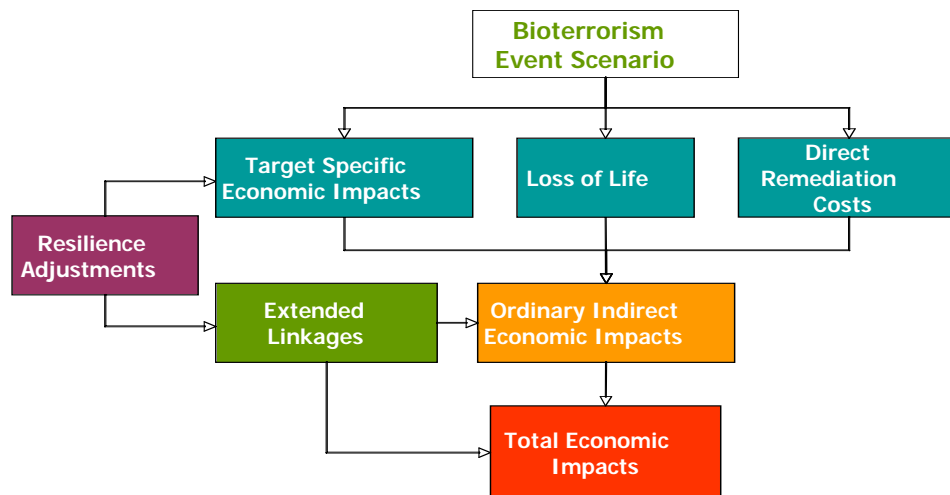 Bioterrorism
Event Scenario
Target Specific
Economic Impacts
Loss of Life
Direct
Remediation
Costs
Resilience
Adjustments
Extended
Linkages
Ordinary Indirect
Economic Impacts
Total Economic
Impacts